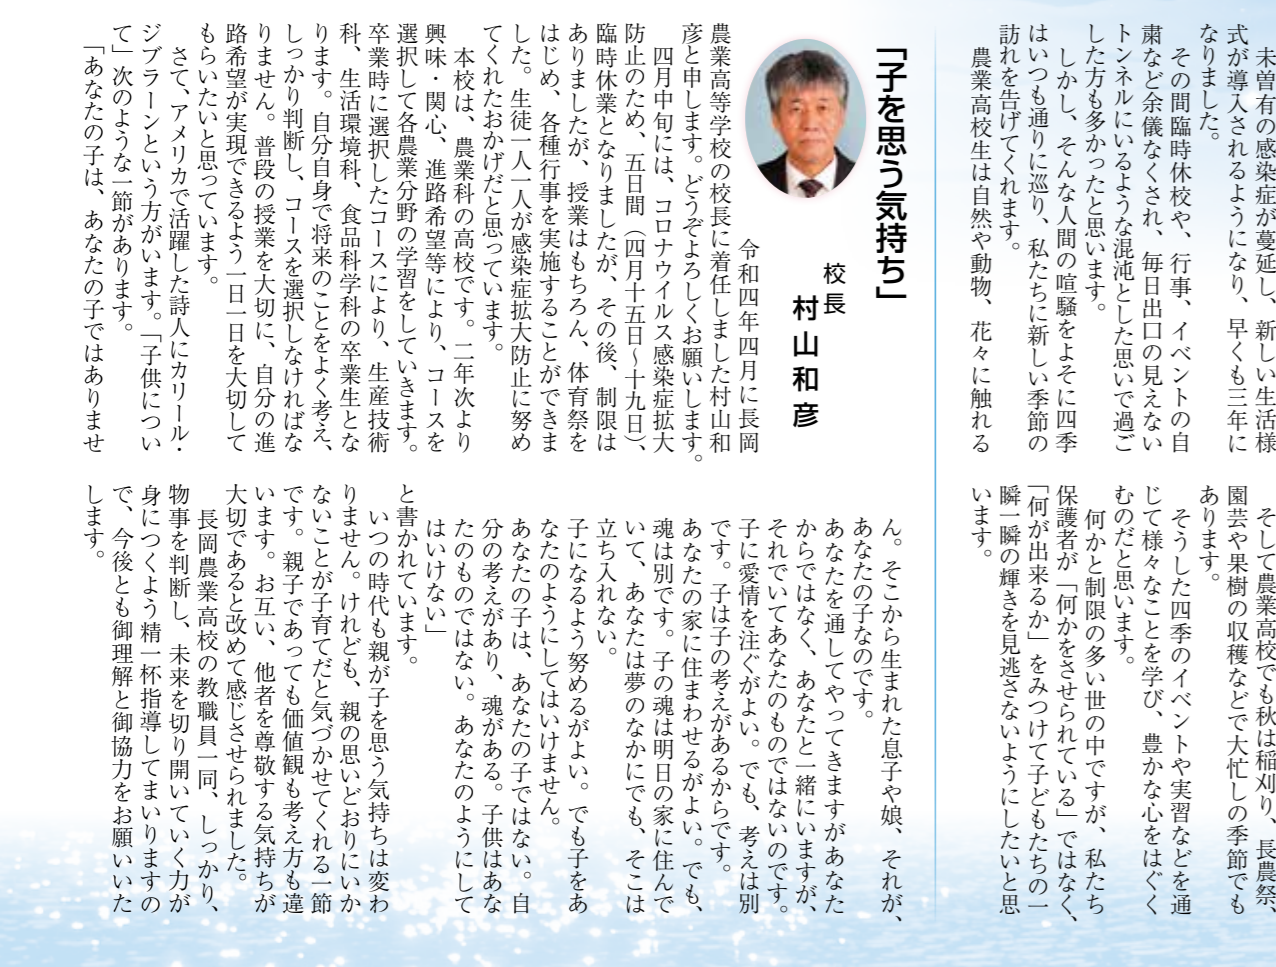 未曽有の感染症が蔓延し、新しい生活様
式が導入されるようになり、早くも三年に
なりました。
その間臨時休校や、行事、イベントの自
粛など余儀なくされ、毎日出口の見えない
トンネルにいるような混沌とした思いで過ご
した方も多かったと思います。
しかし、そんな人間の喧騒をよそに四季
はいつも通りに巡り、私たちに新しい季節の
訪れを告げてくれます。
農業高校生は自然や動物、花々に触れる
そして農業高校でも秋は稲刈り、長農祭、
園芸や果樹の収穫などで大忙しの季節でも
あります。
そうした四季のイベントや実習などを通
じて様々なことを学び、豊かな心をはぐく
むのだと思います。
何かと制限の多い世の中ですが、私たち
保護者が「何かをさせられている」ではなく、
「何が出来るか」をみつけて子どもたちの一
瞬一瞬の輝きを見逃さないようにしたいと思
います。
「子を思う気持ち」
校長
村山和彦
令和四年四月に長岡
農業高等学校の校長に着任しました村山和
彦と申します。どうぞよろしくお願いします。
四月中旬には、コロナウイルス感染症拡大
防止のため、五日間（四月十五日～十九日）、
臨時休業となりましたが、その後、制限は
ありましたが、授業はもちろん、体育祭を
はじめ、各種行事を実施することができま
した。生徒一人一人が感染症拡大防止に努め
てくれたおかげだと思っています。
本校は、農業科の高校です。二年次より
興味・関心、進路希望等により、コースを
選択して各農業分野の学習をしていきます。
卒業時に選択したコースにより、生産技術
科、生活環境科、食品科学科の卒業生とな
ります。自分自身で将来のことをよく考え、
しっかり判断し、コースを選択しなければな
りません。普段の授業を大切に、自分の進
路希望が実現できるよう一日一日を大切にして
もらいたいと思っています。
さて、アメリカで活躍した詩人にカリール・
ジブラーンという方がいます。「子供につい
て」次のような一節があります。
「あなたの子は、あなたの子ではありませ
ん。そこから生まれた息子や娘、それが、
あなたの子なのです。
あなたを通してやってきますがあなた
からではなく、あなたと一緒にいますが、
それでいてあなたのものではないのです。
子に愛情を注ぐがよい。でも、考えは別
です。子は子の考えがあるからです。
あなたの家に住まわせるがよい。でも、
魂は別です。子の魂は明日の家に住んで
いて、あなたは夢のなかにでも、そこは
立ち入れない。
子になるよう努めるがよい。でも子をあ
なたのようにしてはいけません。
あなたの子は、あなたの子ではない。自
分の考えがあり、魂がある。子供はあな
たのものではない。あなたのようにして
はいけない」
と書かれています。
いつの時代も親が子を思う気持ちは変わ
りません。けれども、親の思いどおりにいか
ないことが子育てだと気づかせてくれる一節
です。親子であっても価値観も考え方も違
います。お互い、他者を尊敬する気持ちが
大切であると改めて感じさせられました。
長岡農業高校の教職員一同、しっかり、
物事を判断し、未来を切り開いていく力が
身につくよう精一杯指導してまいりますの
で、今後とも御理解と御協力をお願いいた
します。